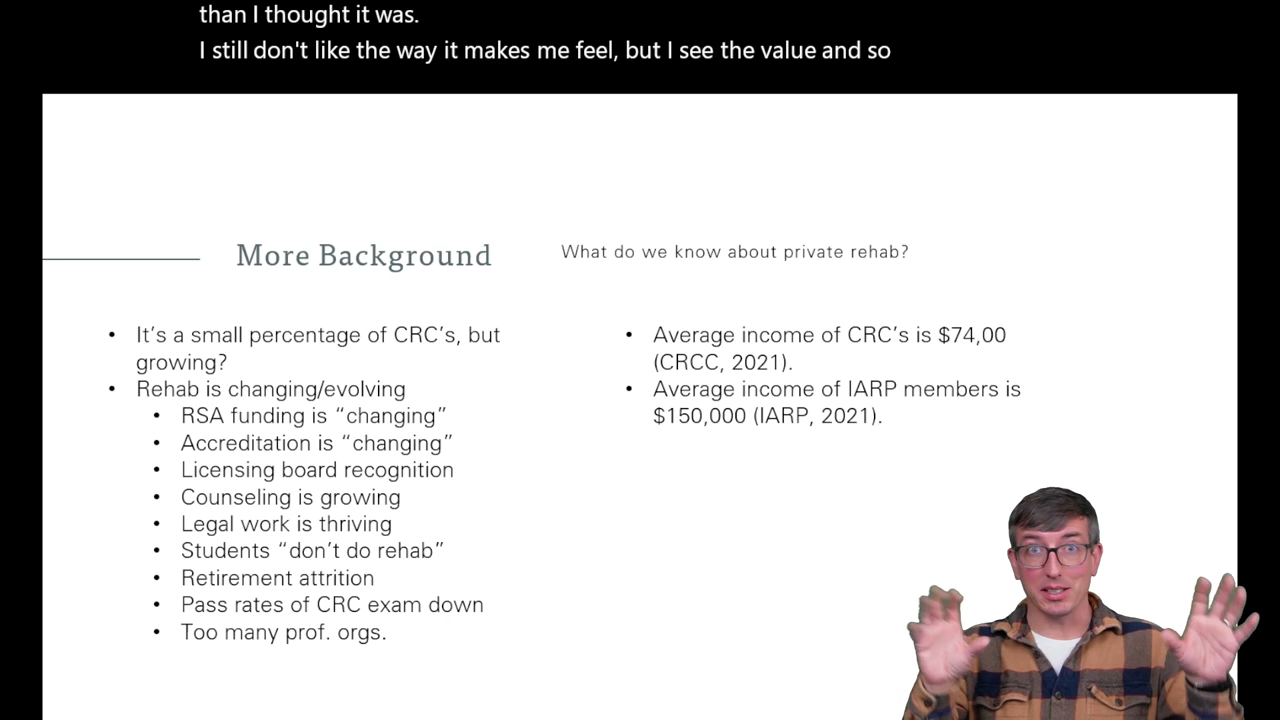 than I thought it was.
I still don't like the way it makes me feel, but I see the value and so
More Background
What do we know about private rehab?
• It's a small percentage of CRC's, but
growing?
• Rehab is changing/evolving
• RSA funding is “changing”
• Accreditation is “changing”
• Licensing board recognition
• Counseling is growing
• Legal work is thriving
• Students “don't do rehab”
• Retirement attrition
• Pass rates of CRC exam down
• Too many prof. orgs.
• Average income of CRC's is $74,00
(CRCC, 2021).
• Average income of IARP members is
$150,000 (IARP, 2021).